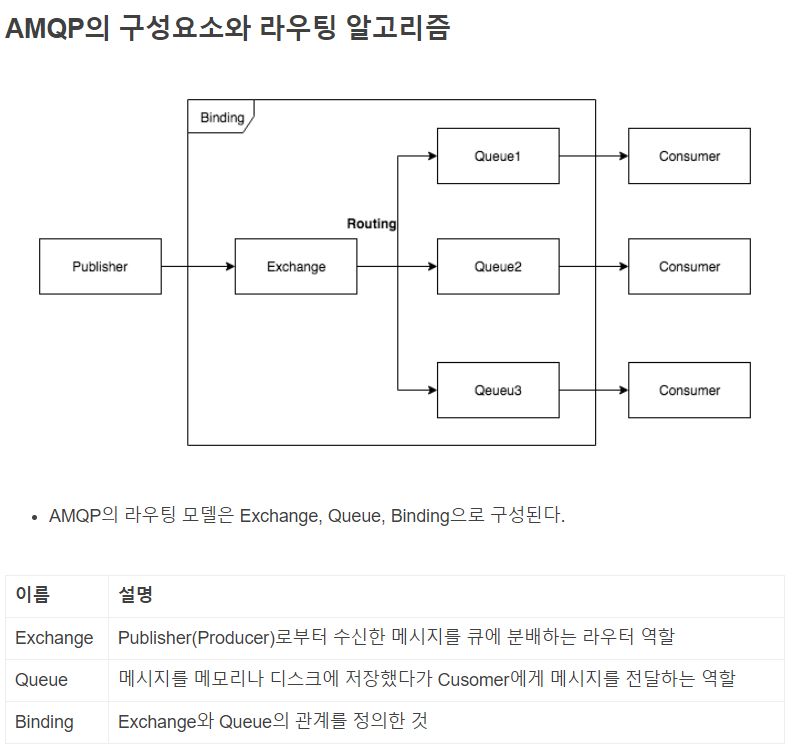 AMQP의 구성요소와 라우팅 알고리즘
Binding
Queue1
Consumer
Routing
Publisher
Exchange
Queue2
Consumer
Qeueu3
Consumer
• AMQP의 라우팅 모델은 Exchange, Queue, Binding으로 구성된다.
이름 설명
Exchange Publisher(Producer)로부터 수신한 메시지를 큐에 분배하는 라우터 역할
Queue 메시지를 메모리나 디스크에 저장했다가 Cusomer에게 메시지를 전달하는 역할
Binding Exchange와 Queue의 관계를 정의한 것